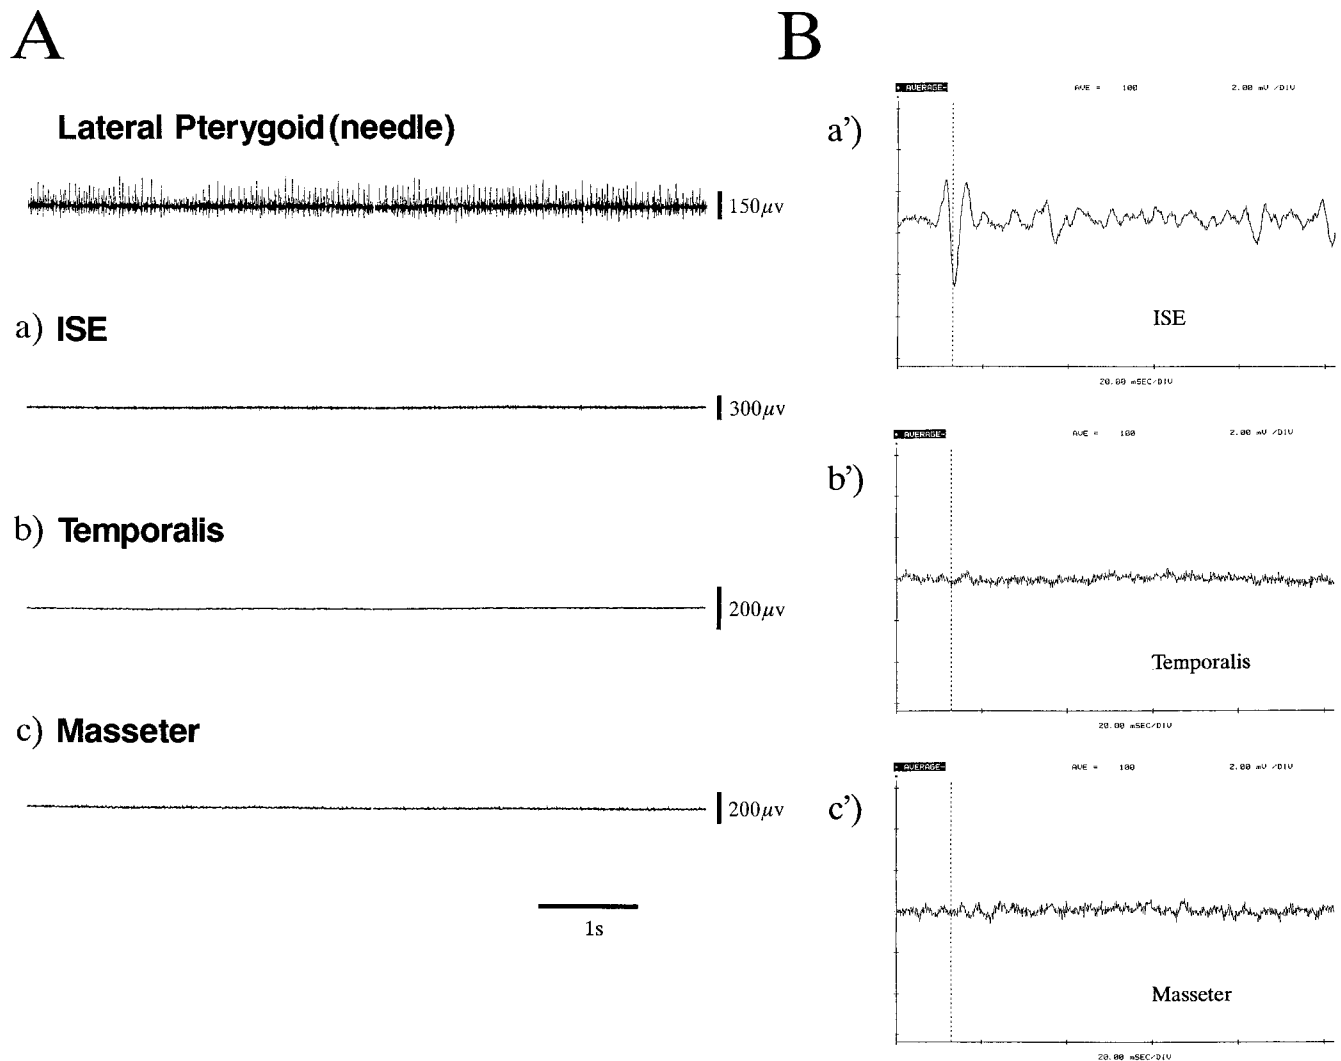 A
Lateral Pterygoid (needle)
150μv
a) ISE
300μv
b) Temporalis
200μv
c) Masseter
200μv
1s
B
a')
AVERAGE
AVE = 100 2.00 mV /DIV
ISE
20.00 mSEC/DIV
b')
AVERAGE
AVE = 100 2.00 mV /DIV
Temporalis
20.00 mSEC/DIV
c')
AVERAGE
AVE = 100 2.00 mV /DIV
Masseter
20.00 mSEC/DIV